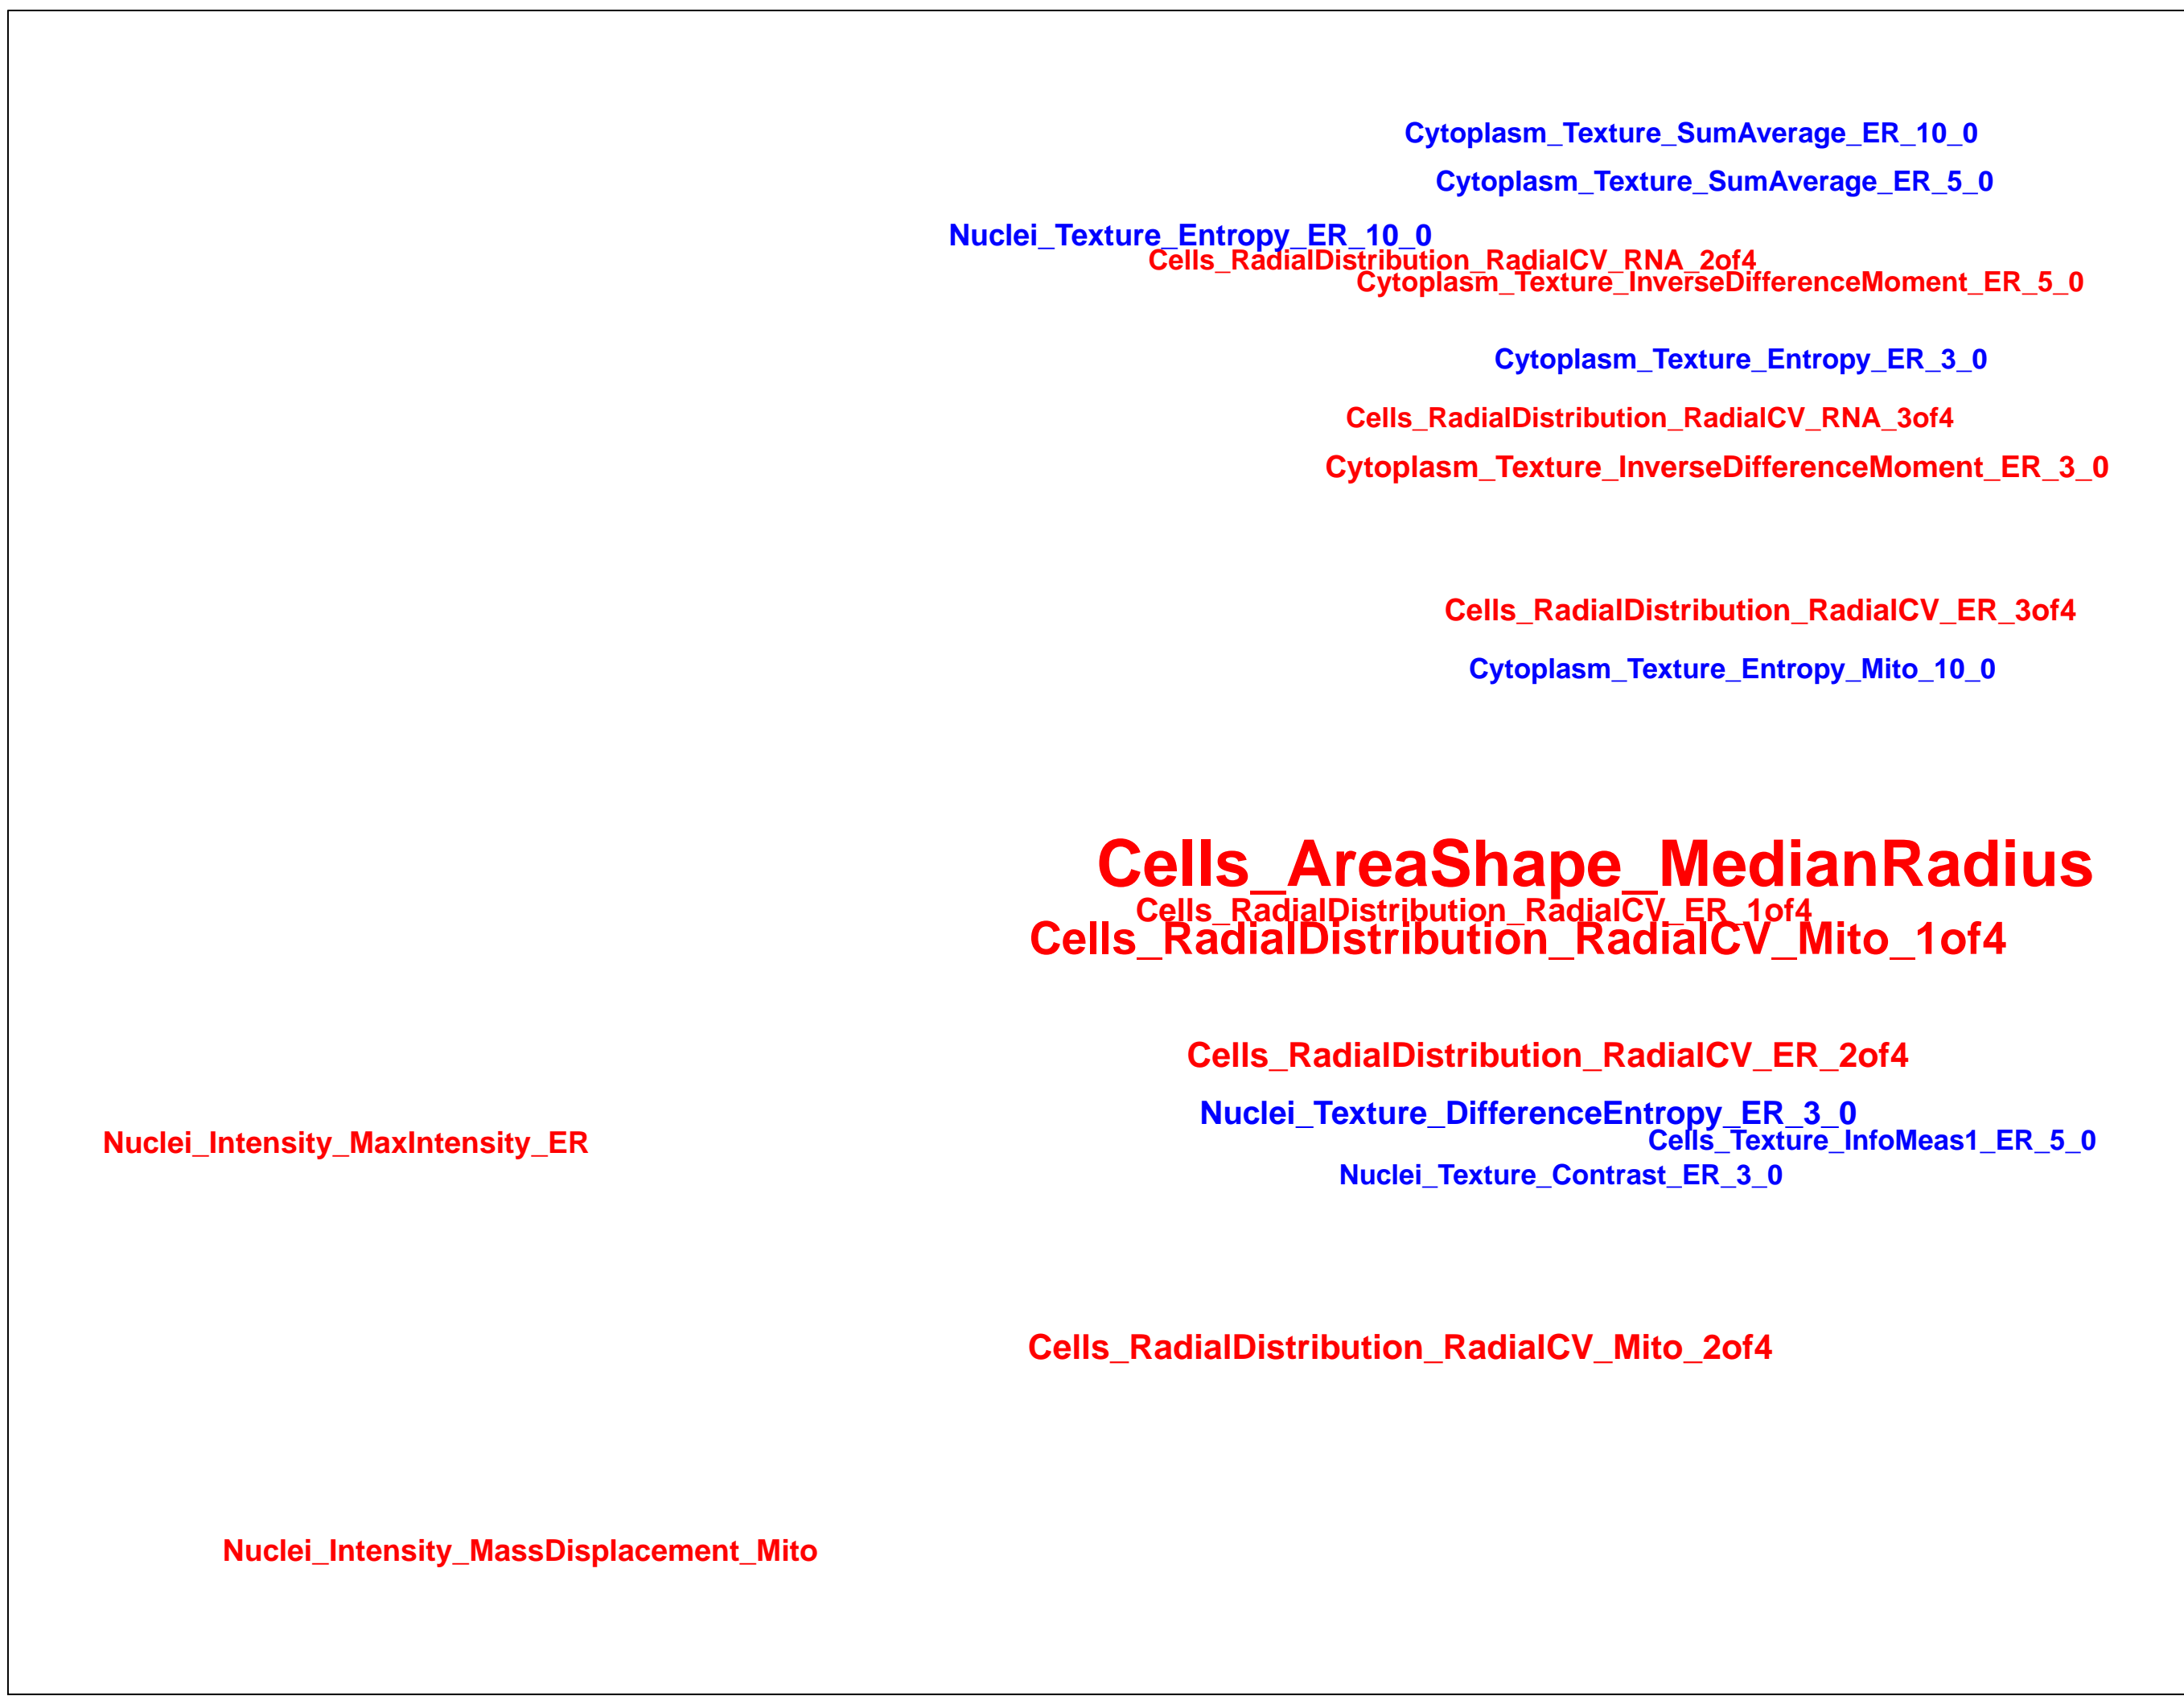 Cytoplasm_Texture_SumAverage_ER_10_0
Cytoplasm_Texture_SumAverage_ER_5_0
Nuclei_Texture_Entropy_ER_10_0
Cells_RadialDistribution_RadialCV_RNA_2of4
Cytoplasm_Texture_InverseDifferenceMoment_ER_5_0
Cytoplasm_Texture_Entropy_ER_3_0
Cells_RadialDistribution_RadialCV_RNA_3of4
Cytoplasm_Texture_InverseDifferenceMoment_ER_3_0
Cells_RadialDistribution_RadialCV_ER_3of4
Cytoplasm_Texture_Entropy_Mito_10_0
Cells_AreaShape_MedianRadius
Cells_RadialDistribution_RadialCV_ER_1of4
Cells_RadialDistribution_RadialCV_Mito_1of4
Cells_RadialDistribution_RadialCV_ER_2of4
Nuclei_Texture_DifferenceEntropy_ER_3_0
Cells_Texture_InfoMeas1_ER_5_0
Nuclei_Intensity_MaxIntensity_ER
Nuclei_Texture_Contrast_ER_3_0
Cells_RadialDistribution_RadialCV_Mito_2of4
Nuclei_Intensity_MassDisplacement_Mito